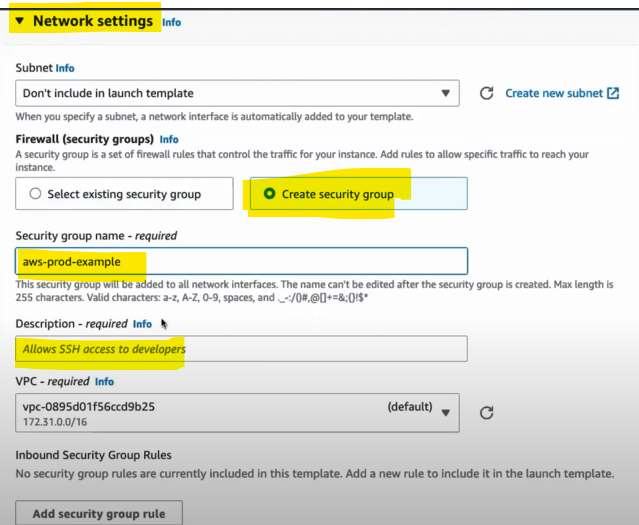 Network settings Info
Subnet Info
Don't include in launch template
Create new subnet
When you specify a subnet, a network interface is automatically added to your template.
Firewall (security groups) Info
A security group is a set of firewall rules that control the traffic for your instance. Add rules to allow specific traffic to reach your
instance.
Select existing security group
Create security group
Security group name - required
aws-prod-example
This security group will be added to all network interfaces. The name can't be edited after the security group is created. Max length is
255 characters. Valid characters: a-z, A-Z, 0-9, spaces, and ._-:/()#,@[]+=&;{}!$*
Description - required Info
Allows SSH access to developers
VPC - required Info
vpc-0895d01f56ccd9b25 (default)
172.31.0.0/16
Inbound Security Group Rules
No security group rules are currently included in this template. Add a new rule to include it in the launch template.
Add security group rule